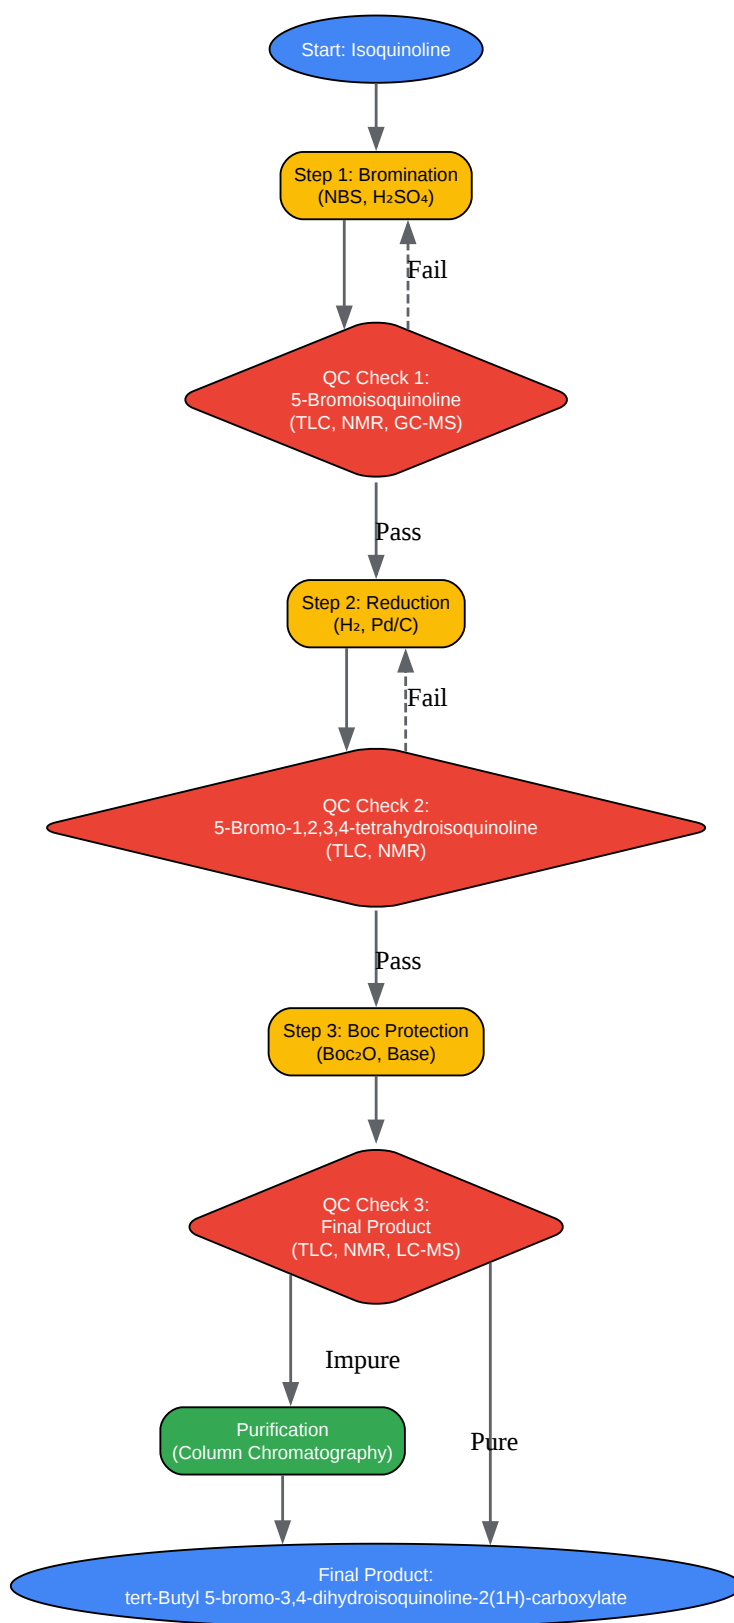 Start: Isoquinoline
Step 1: Bromination
(NBS, H₂SO₄)
Fail
QC Check 1:
5-Bromoisoquinoline
(TLC, NMR, GC-MS)
Pass
Step 2: Reduction
(H₂, Pd/C)
Fail
QC Check 2:
5-Bromo-1,2,3,4-tetrahydroisoquinoline
(TLC, NMR)
Pass
Step 3: Boc Protection
(Boc₂O, Base)
QC Check 3:
Final Product
(TLC, NMR, LC-MS)
Impure
Purification
(Column Chromatography)
Pure
Final Product:
tert-Butyl 5-bromo-3,4-dihydroisoquinoline-2(1H)-carboxylate